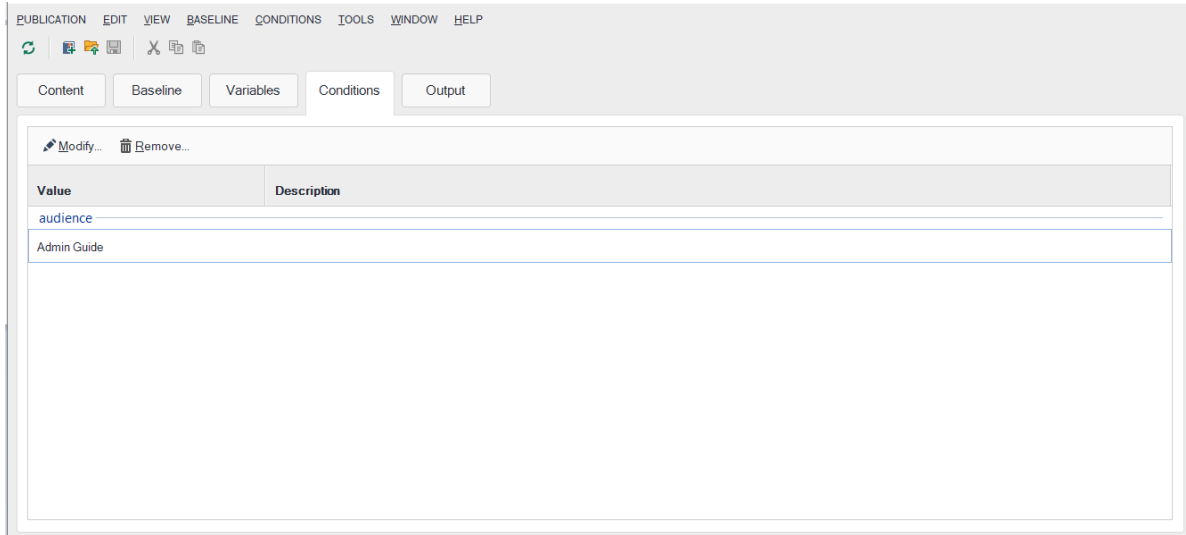 PUBLICATION EDIT VIEW BASELINE CONDITIONS TOOLS WINDOW HELP
Content Baseline Variables Conditions Output
Modify... Remove...
Value Description
audience
Admin Guide